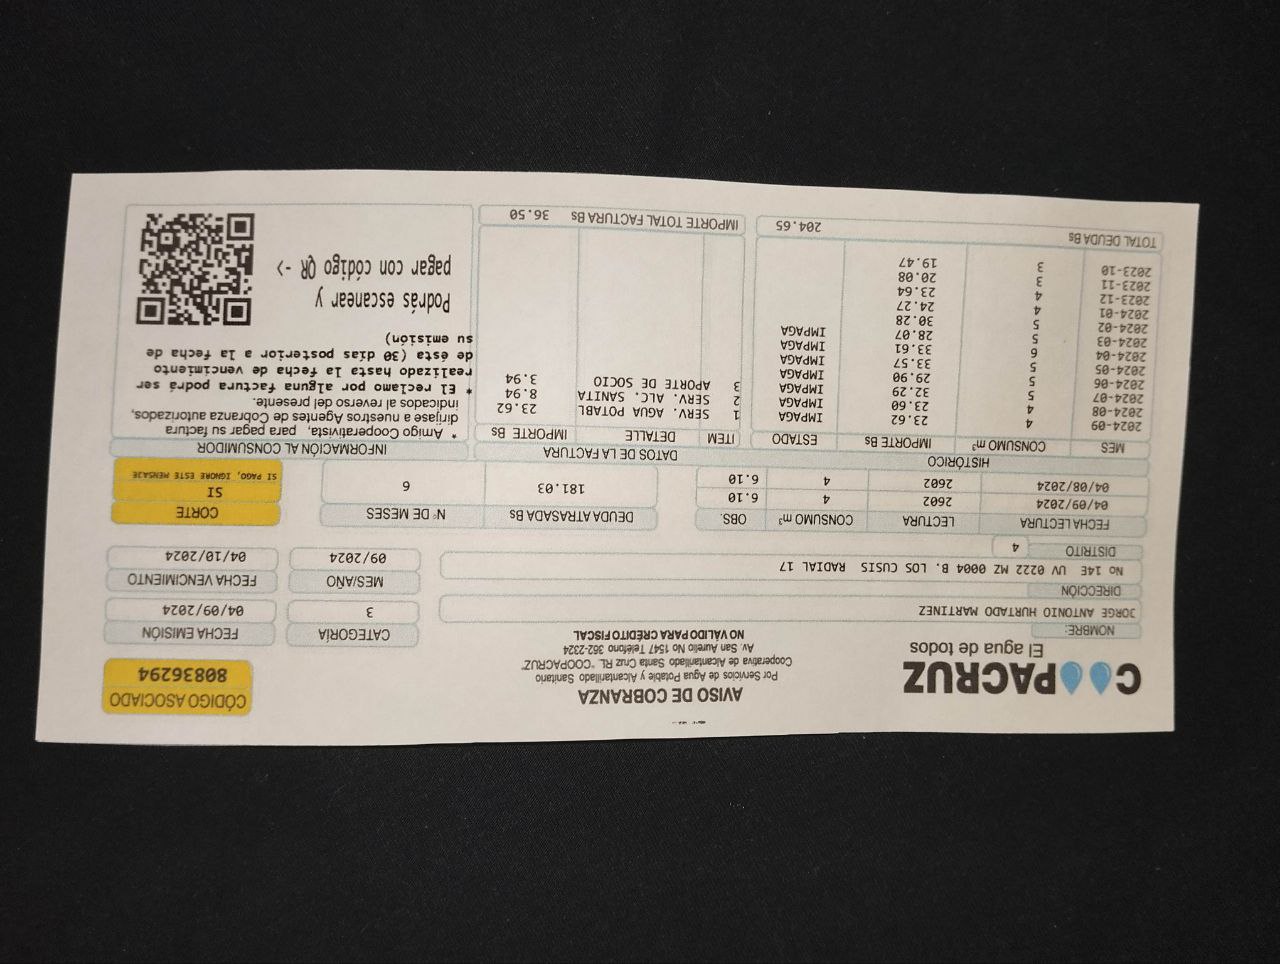 COOPACRUZ
El agua de todos
AVISO DE COBRANZA
Por Servicios de Agua Potable y Alcantarillado Sanitario
Cooperativa de Alcantarillado Santa Cruz RL "COOPACRUZ"
Av. San Aurelio No 1547 Teléfono 362-2324
NO VÁLIDO PARA CRÉDITO FISCAL
CÓDIGO ASOCIADO
80836294
NOMBRE:
JORGE ANTONIO HURTADO MARTINEZ
DIRECCIÓN
No 14E UV 0222 MZ 0004 B. LOS CUSIS RADIAL 17
DISTRITO 4
CATEGORÍA
3
FECHA EMISIÓN
04/09/2024
MES/AÑO
09/2024
FECHA VENCIMIENTO
04/10/2024
FECHA LECTURA LECTURA CONSUMO m³ OBS.
04/09/2024 2602 4 6.10
04/08/2024 2602 4 6.10
DEUDA ATRASADA Bs N° DE MESES
181.03 6
CORTE
SI
SI PAGO, IGNORE ESTE MENSAJE
HISTÓRICO
MES CONSUMO m³ IMPORTE Bs ESTADO
2024-09 4 23.62 IMPAGA
2024-08 4 23.60 IMPAGA
2024-07 5 32.29 IMPAGA
2024-06 5 29.90 IMPAGA
2024-05 5 33.57 IMPAGA
2024-04 6 33.61 IMPAGA
2024-03 5 28.07 IMPAGA
2024-02 5 30.28
2024-01 4 24.27
2023-12 4 23.64
2023-11 3 20.08
2023-10 3 19.47
TOTAL DEUDA Bs 204.65
DATOS DE LA FACTURA
ITEM DETALLE IMPORTE Bs
1 SERV. AGUA POTABL 23.62
2 SERV. ALC. SANITA 8.94
3 APORTE DE SOCIO 3.94
IMPORTE TOTAL FACTURA Bs 36.50
INFORMACIÓN AL CONSUMIDOR
* Amigo Cooperativista, para pagar su factura
dirijase a nuestros Agentes de Cobranza autorizados,
indicados al reverso del presente.
* El reclamo por alguna factura podrá ser
realizado hasta la fecha de vencimiento
de ésta (30 días posterior a la fecha de
su emisión)
Podrás escanear y
pagar con código QR ->